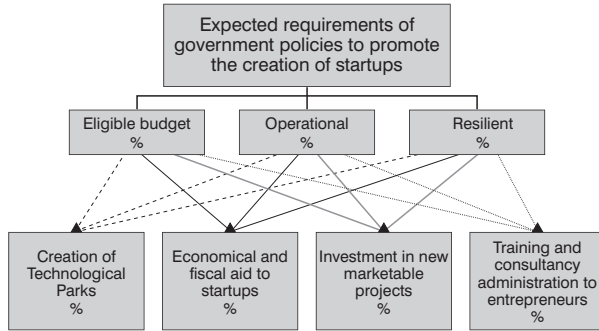 Expected requirements of
government policies to promote
the creation of startups
Eligible budget
%
Operational
%
Resilient
%
Creation of
Technological
Parks
%
Economical and
fiscal aid to
startups
%
Investment in new
marketable
projects
%
Training and
consultancy
administration to
entrepreneurs
%